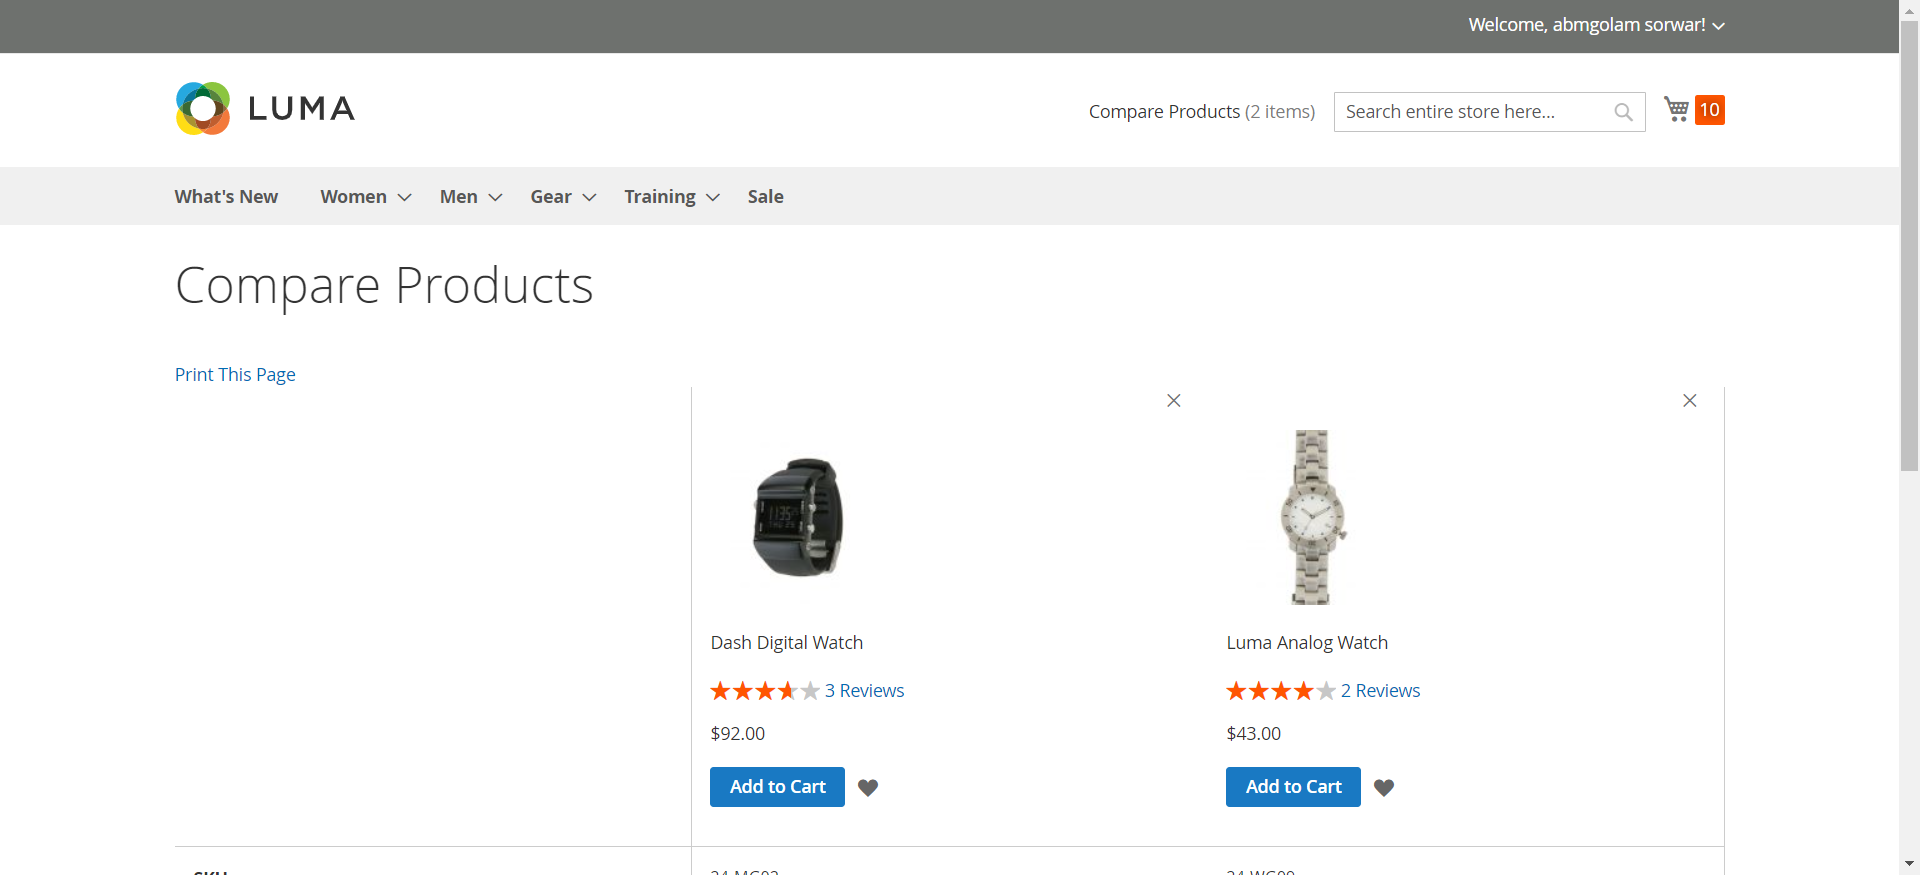 Welcome, abmgolam sorwar!
LUMA
Compare Products (2 items)
Search entire store here...
10
What's New Women Men Gear Training Sale
Compare Products
Print This Page
Dash Digital Watch
Luma Analog Watch
3 Reviews
2 Reviews
$92.00
$43.00
Add to Cart
Add to Cart
SKU